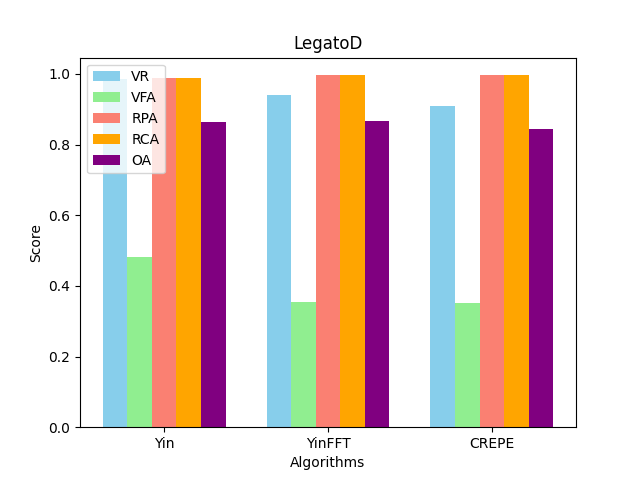 LegatoD
VR
VFA
RPA
RCA
OA
1.0
0.8
0.6
0.4
0.2
0.0
Score
Yin
YinFFT
CREPE
Algorithms